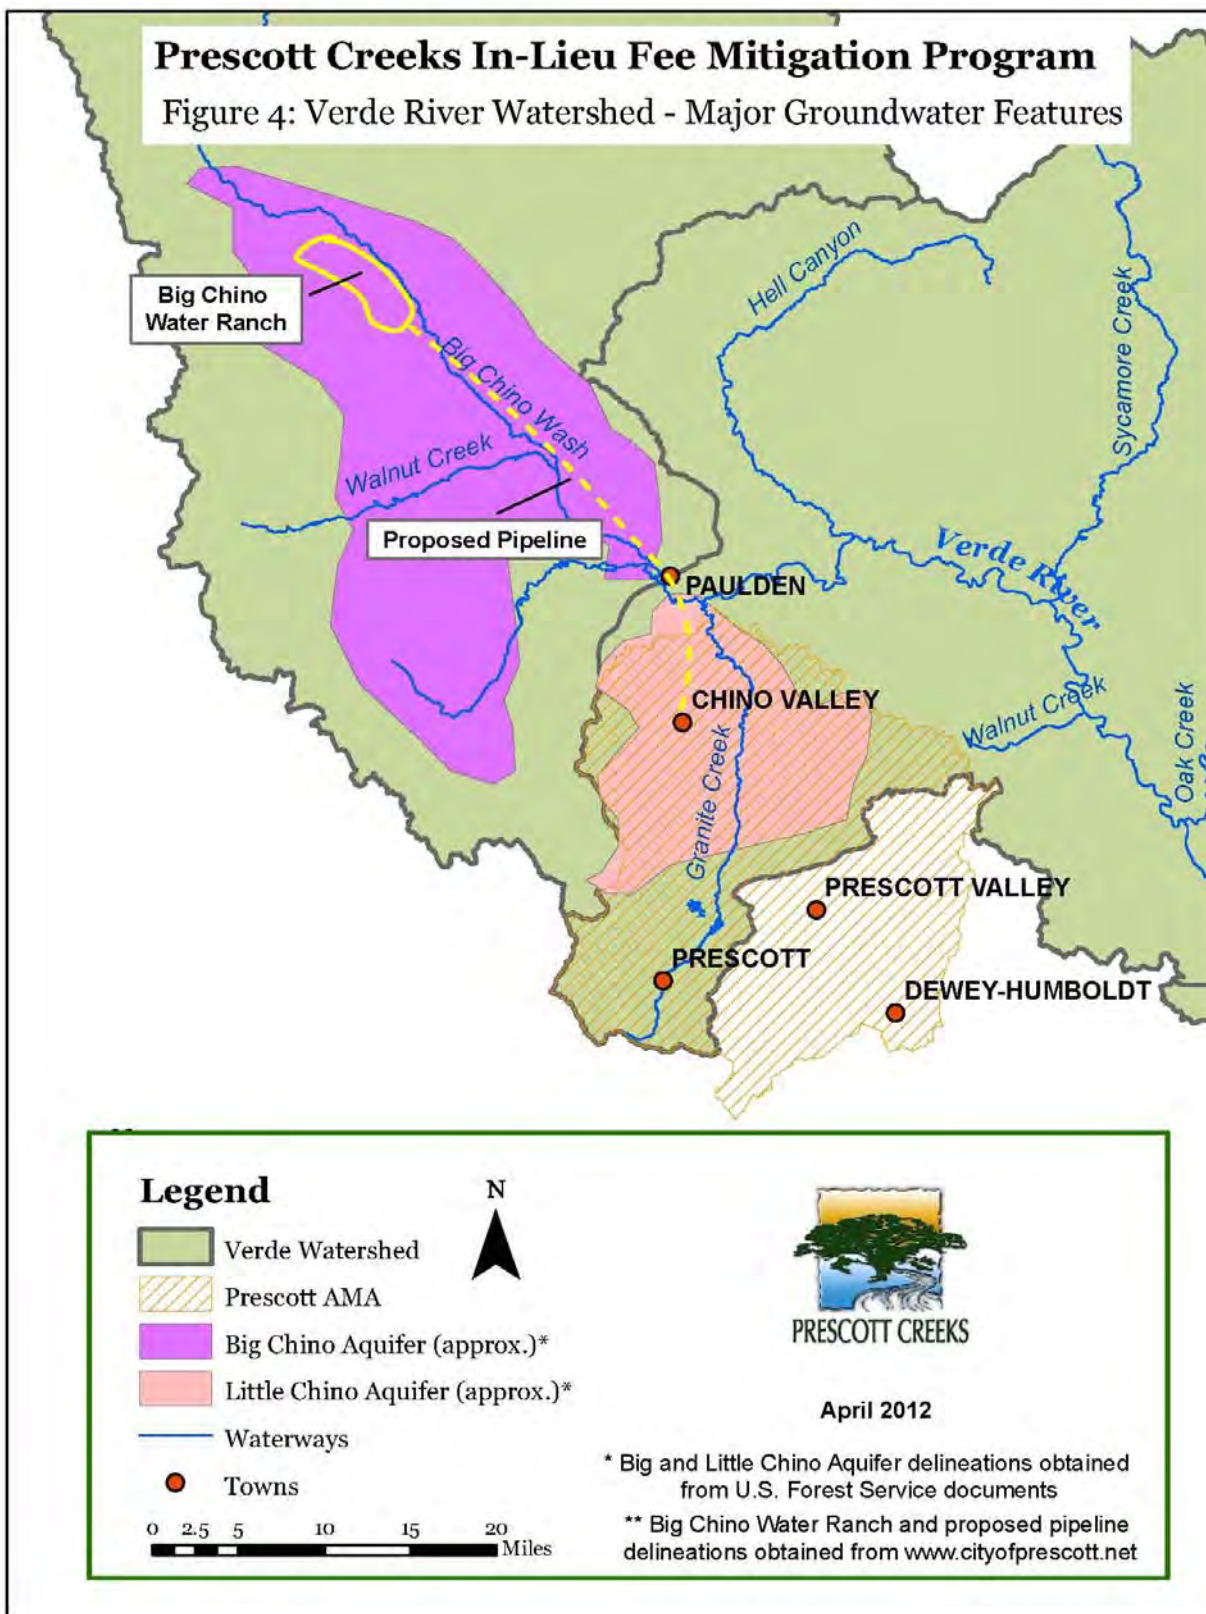 Prescott Creeks In-Lieu Fee Mitigation Program
Figure 4: Verde River Watershed - Major Groundwater Features
Hell Canyon
Sycamore Creek
Big Chino
Water Ranch
Big Chino Wash
Walnut Creek
Proposed Pipeline
Verde River
PAULDEN
CHINO VALLEY
Walnut Creek
Oak Creek
Granite Creek
PRESCOTT VALLEY
PRESCOTT
DEWEY-HUMBOLDT
Legend
N
Verde Watershed
Prescott AMA
Big Chino Aquifer (approx.)*
Little Chino Aquifer (approx.)*
Waterways
Towns
0 2.5 5 10 15 20
Miles
PRESCOTT CREEKS
April 2012
* Big and Little Chino Aquifer delineations obtained
from U.S. Forest Service documents
** Big Chino Water Ranch and proposed pipeline
delineations obtained from www.cityofprescott.net